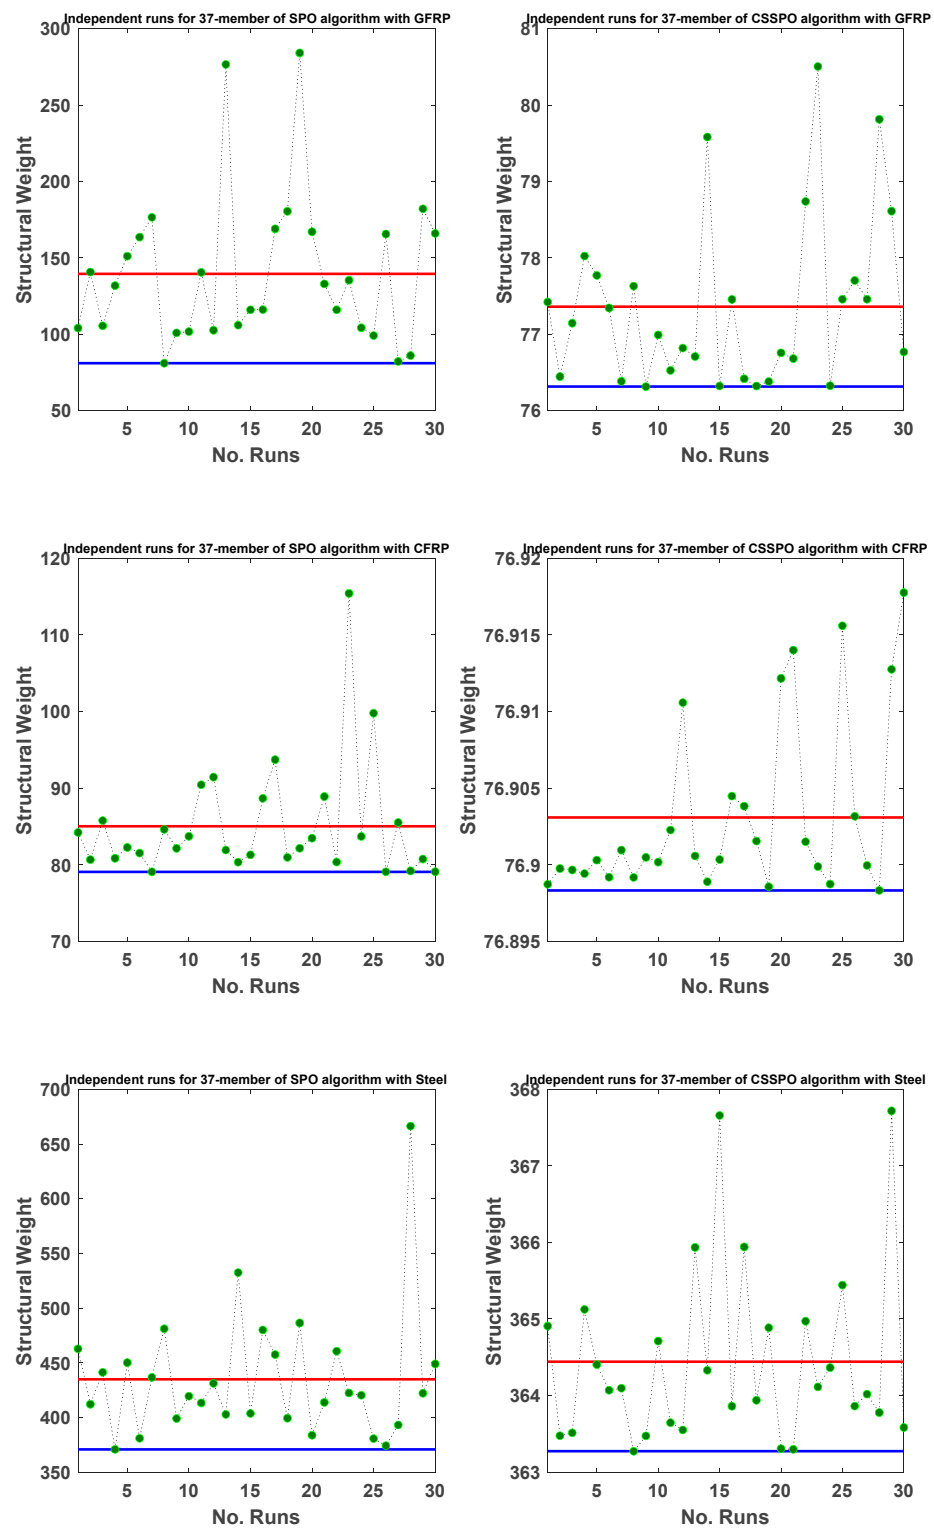 Independent runs for 37-member of SPO algorithm with GFRP
300
250
200
150
100
50
Structural Weight
5 10 15 20 25 30
No. Runs
Independent runs for 37-member of CSSPO algorithm with GFRP
81
80
79
78
77
76
Structural Weight
5 10 15 20 25 30
No. Runs
Independent runs for 37-member of SPO algorithm with CFRP
120
110
100
90
80
70
Structural Weight
5 10 15 20 25 30
No. Runs
Independent runs for 37-member of CSSPO algorithm with CFRP
76.92
76.915
76.91
76.905
76.9
76.895
Structural Weight
5 10 15 20 25 30
No. Runs
Independent runs for 37-member of SPO algorithm with Steel
700
650
600
550
500
450
400
350
Structural Weight
5 10 15 20 25 30
No. Runs
Independent runs for 37-member of CSSPO algorithm with Steel
368
367
366
365
364
363
Structural Weight
5 10 15 20 25 30
No. Runs